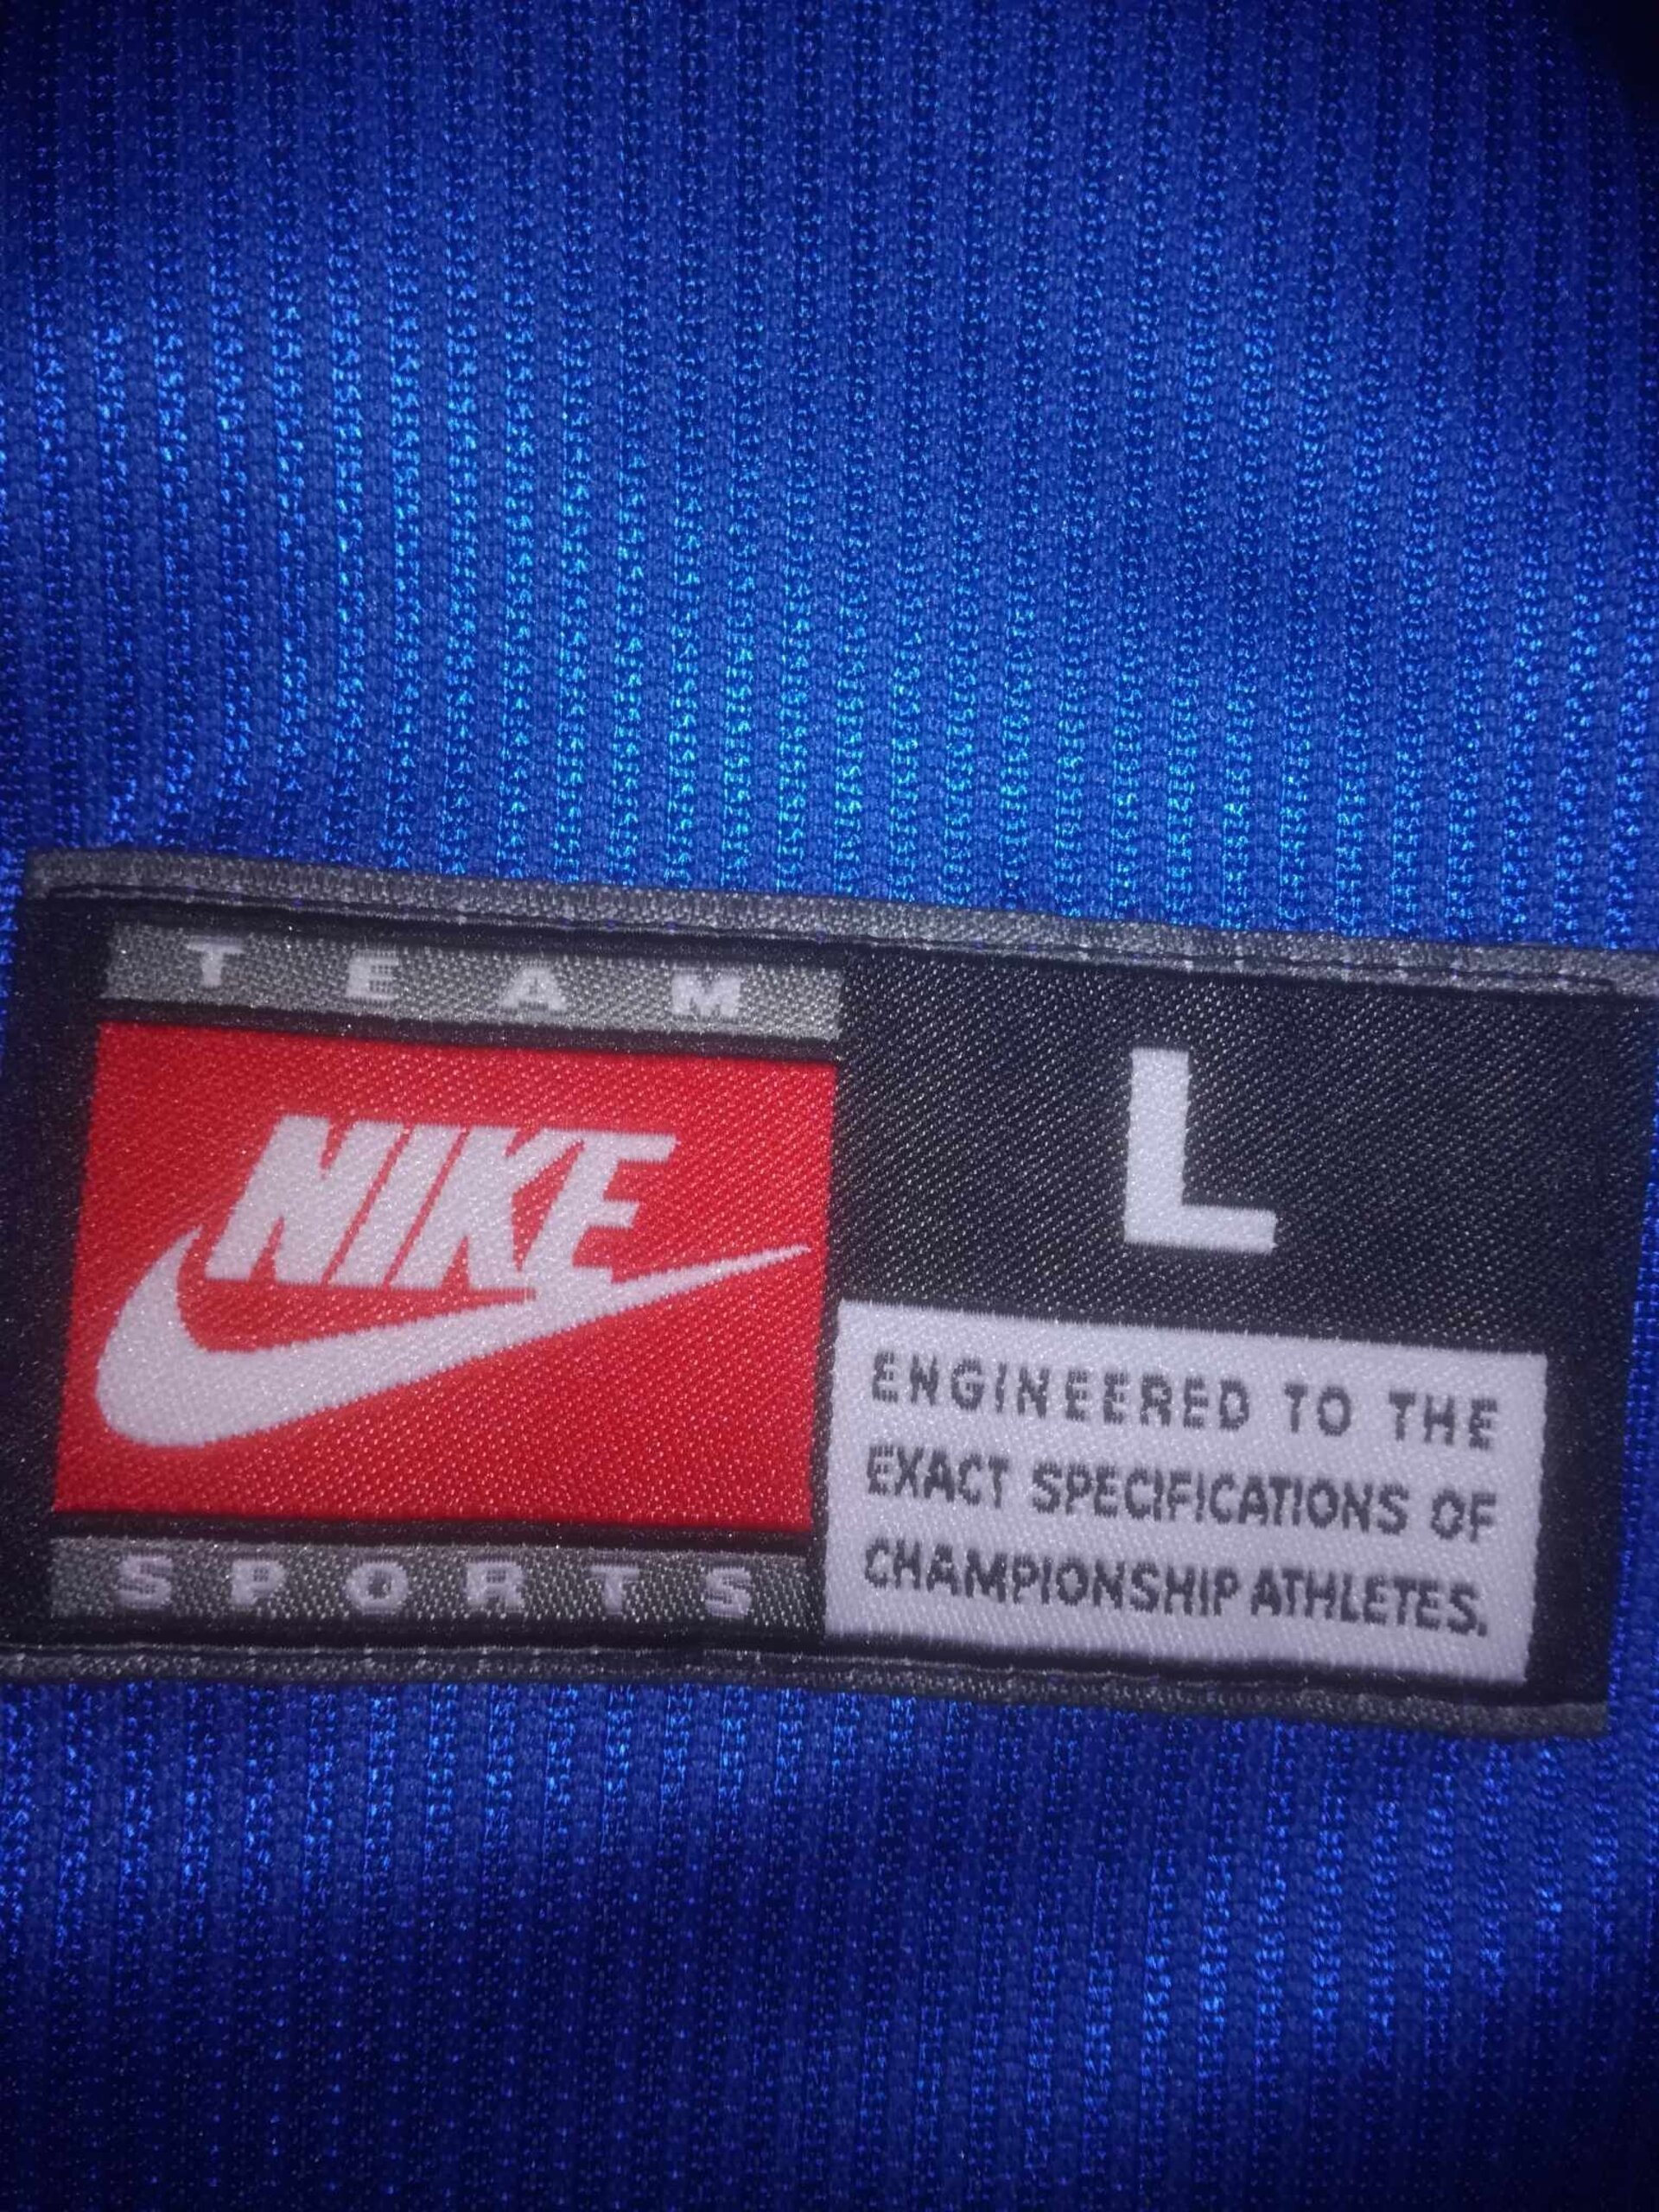 TEAM
NIKE
SPORTS
L
ENGINEERED TO THE
EXACT SPECIFICATIONS OF
CHAMPIONSHIP ATHLETES.